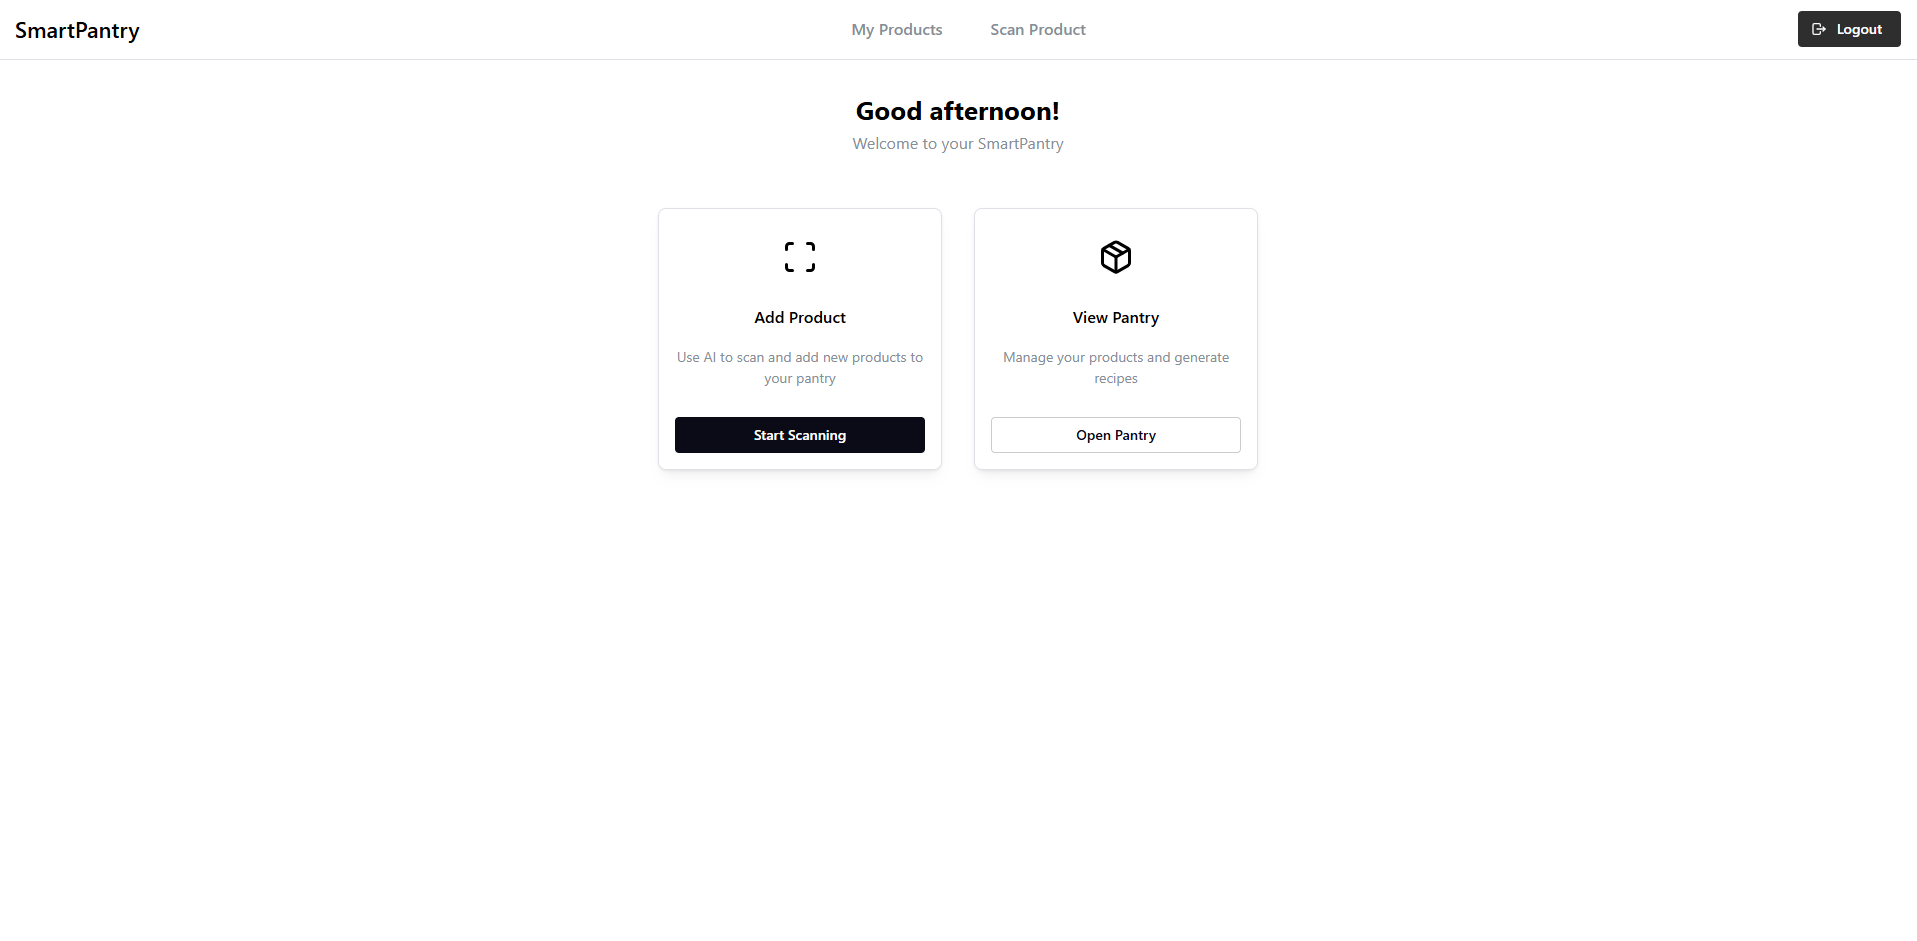 SmartPantry
My Products
Scan Product
Logout
Good afternoon!
Welcome to your SmartPantry
Add Product
Use AI to scan and add new products to
your pantry
Start Scanning
View Pantry
Manage your products and generate
recipes
Open Pantry